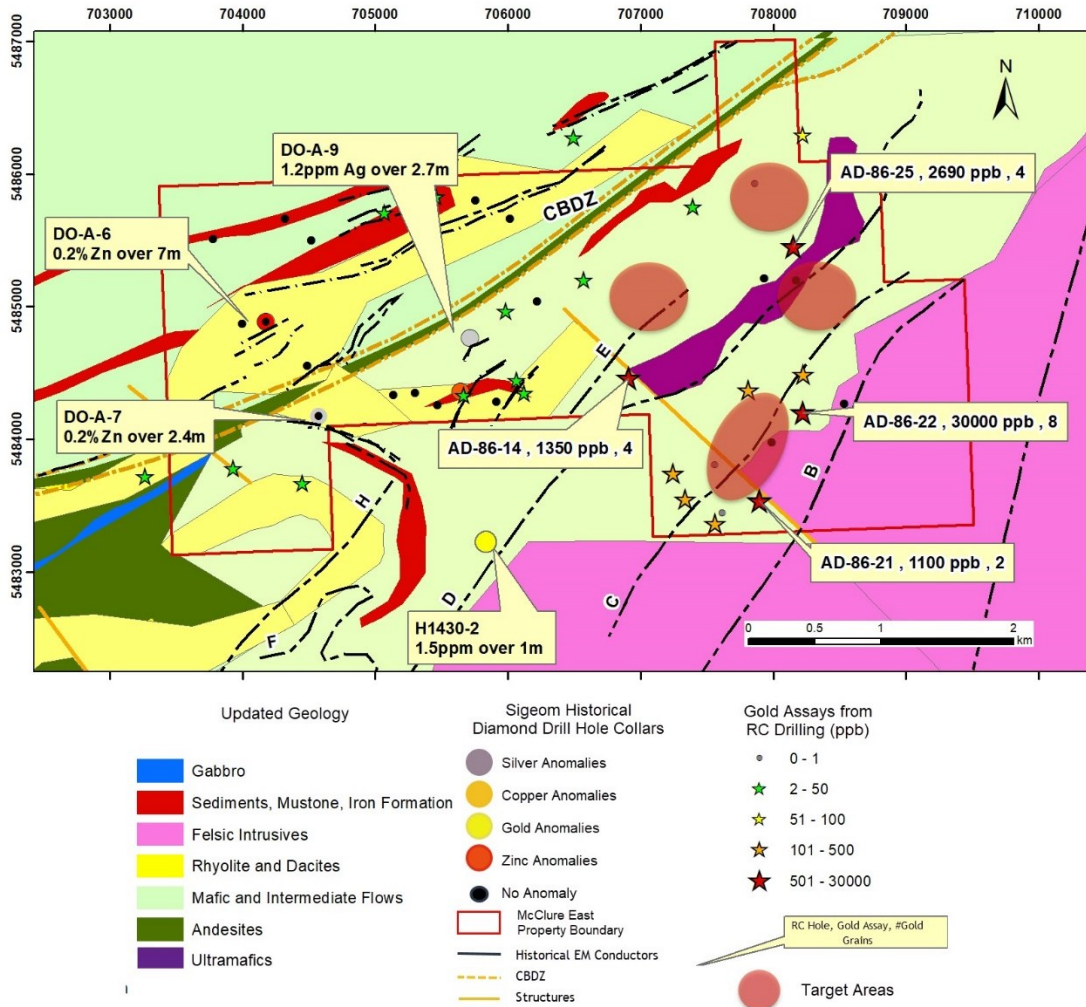 703000 704000 705000 706000 707000 708000 709000 710000
5487000
5486000
5485000
5484000
5483000
N
DO-A-9
1.2ppm Ag over 2.7m
AD-86-25 , 2690 ppb , 4
CBDZ
DO-A-6
0.2% Zn over 7m
E
DO-A-7
0.2% Zn over 2.4m
AD-86-14 , 1350 ppb , 4
AD-86-22 , 30000 ppb , 8
B
H
AD-86-21 , 1100 ppb , 2
D
C
F
H1430-2
1.5ppm over 1m
0 0.5 1 2
km
Updated Geology
Gabbro
Sediments, Mustone, Iron Formation
Felsic Intrusives
Rhyolite and Dacites
Mafic and Intermediate Flows
Andesites
Ultramafics
Sigeom Historical
Diamond Drill Hole Collars
Silver Anomalies
Copper Anomalies
Gold Anomalies
Zinc Anomalies
No Anomaly
McClure East
Property Boundary
Historical EM Conductors
CBDZ
Structures
Gold Assays from
RC Drilling (ppb)
0 - 1
2 - 50
51 - 100
101 - 500
501 - 30000
RC Hole, Gold Assay, #Gold
Grains
Target Areas